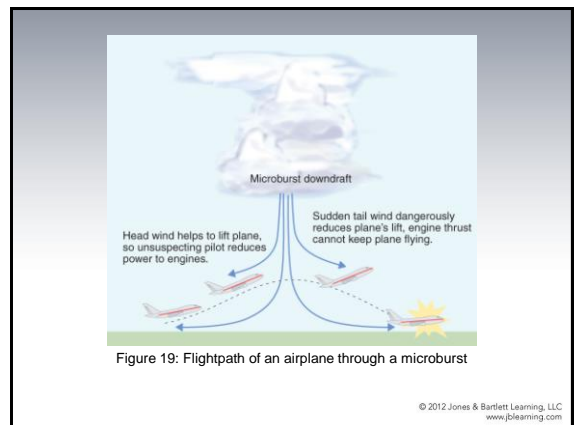 Microburst downdraft
Head wind helps to lift plane,
so unsuspecting pilot reduces
power to engines.
Sudden tail wind dangerously
reduces plane's lift, engine thrust
cannot keep plane flying.
Figure 19: Flightpath of an airplane through a microburst
© 2012 Jones & Bartlett Learning, LLC
www.jblearning.com